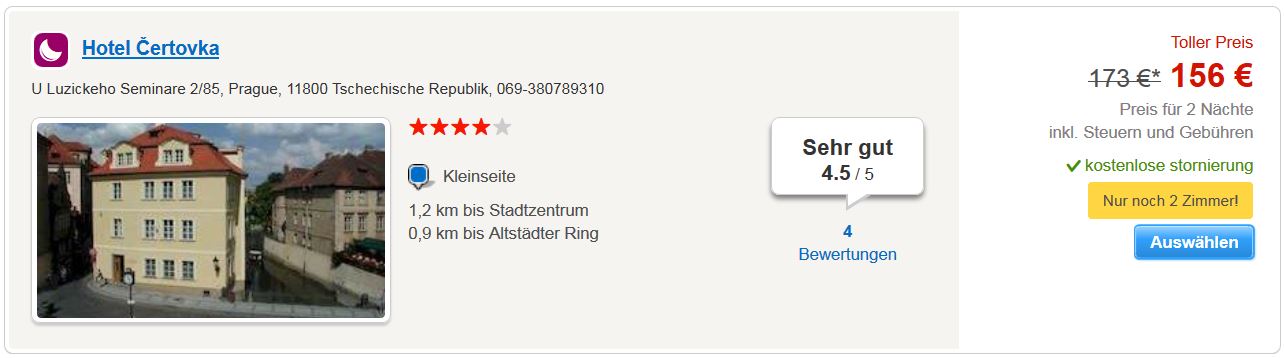 Hotel Čertovka
U Luzickeho Seminare 2/85, Prague, 11800 Tschechische Republik, 069-380789310
Kleinseite
1,2 km bis Stadtzentrum
0,9 km bis Altstädter Ring
Sehr gut
4.5 / 5
4
Bewertungen
Toller Preis
173 €* 156 €
Preis für 2 Nächte
inkl. Steuern und Gebühren
kostenlose stornierung
Nur noch 2 Zimmer!
Auswählen